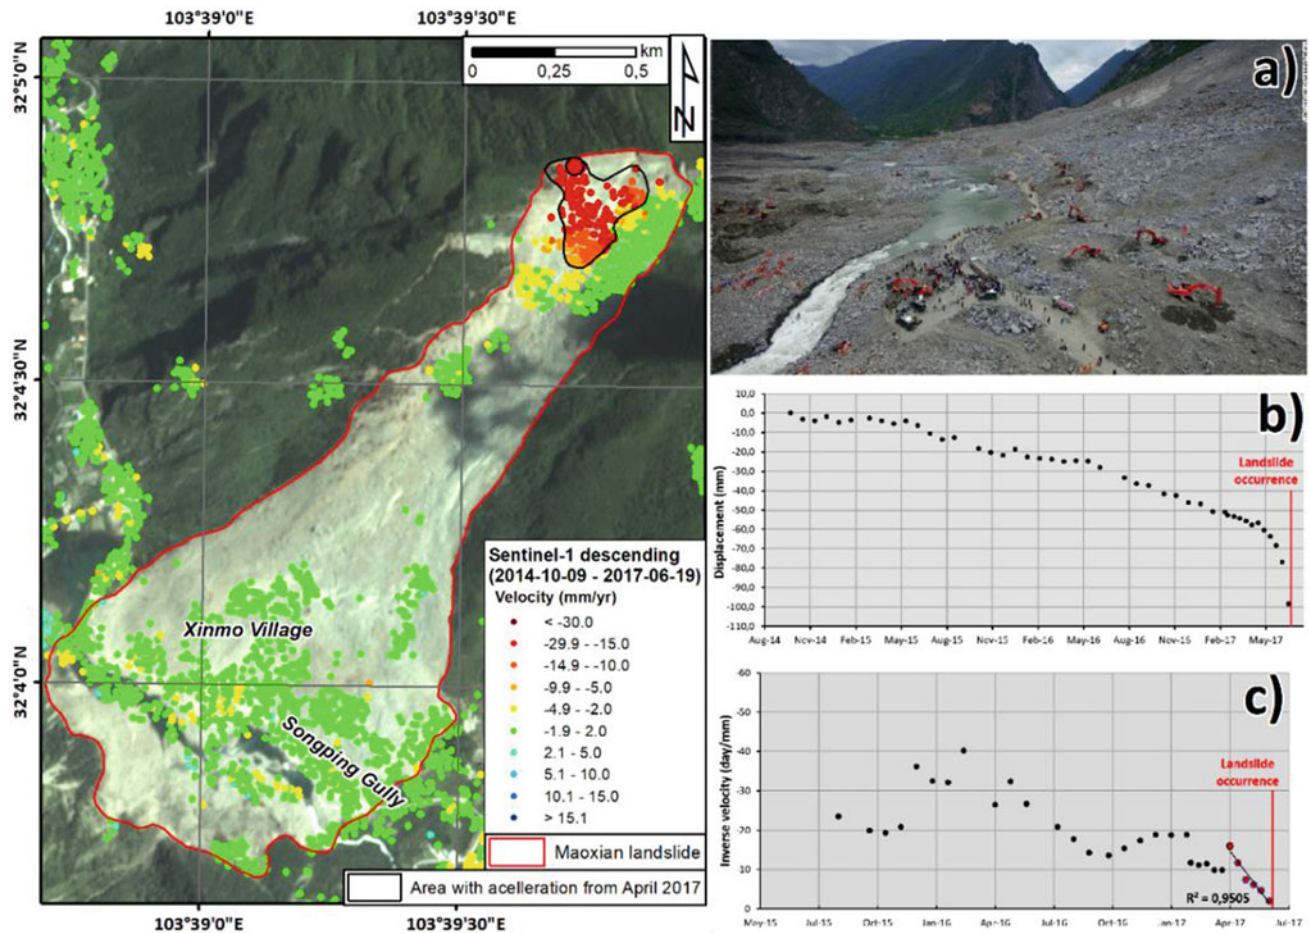 103°39'0"E
103°39'30"E
km
0
0,25
0,5
N
32°5'0"N
32°4'30"N
32°4'0"N
Xinmo Village
Songping Gully
Sentinel-1 descending
(2014-10-09 - 2017-06-19)
Velocity (mm/yr)
< -30.0
-29.9 - -15.0
-14.9 - -10.0
-9.9 - -5.0
-4.9 - -2.0
-1.9 - 2.0
2.1 - 5.0
5.1 - 10.0
10.1 - 15.0
> 15.1
Maoxian landslide
Area with acelleration from April 2017
103°39'0"E
103°39'30"E
a)
b)
Displacement (mm)
10,0
0,0
-10,0
-20,0
-30,0
-40,0
-50,0
-60,0
-70,0
-80,0
-90,0
-100,0
-110,0
Landslide
occurrence
Aug-14
Nov-14
Feb-15
May-15
Aug-15
Nov-15
Feb-16
May-16
Aug-16
Nov-16
Feb-17
May-17
c)
Inverse velocity (day/mm)
-60
-50
-40
-30
-20
10
0
Landslide
occurrence
R² = 0,9505
May-15
Jul-15
Oct-15
Jan-16
Apr-16
Jul-16
Oct-16
Jan-17
Apr-17
Jul-17